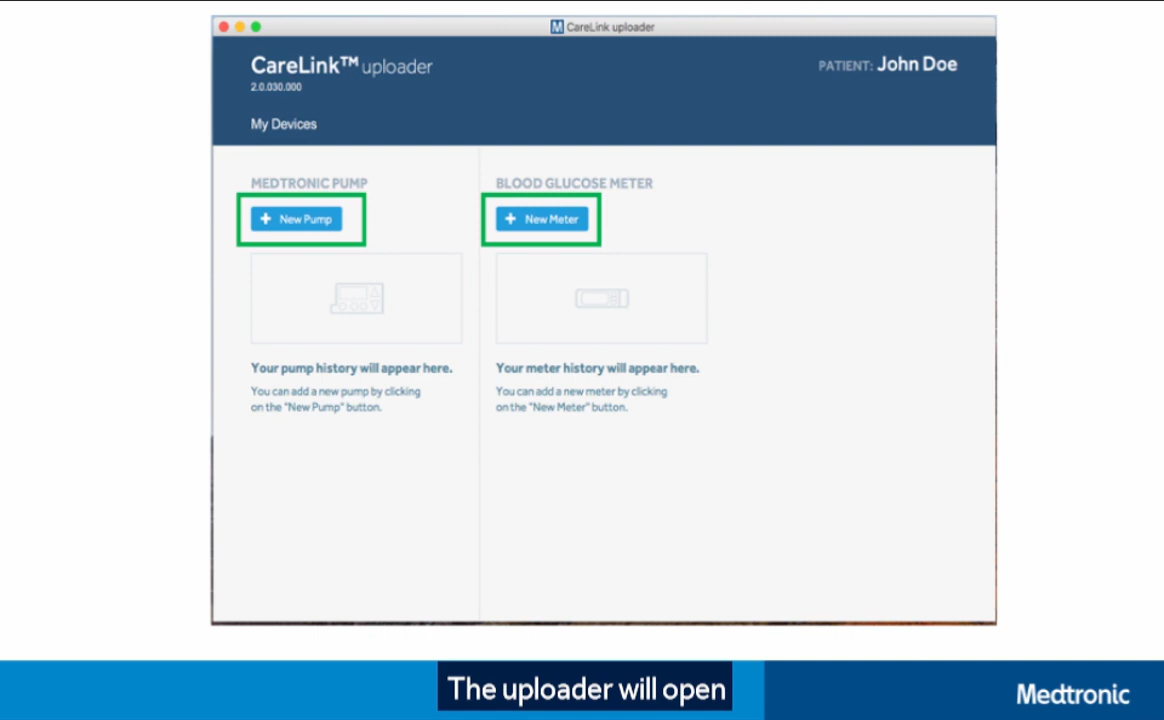 M CareLink uploader
CareLink™ uploader
PATIENT: John Doe
2.0.030.000
My Devices
MEDTRONIC PUMP
BLOOD GLUCOSE METER
+ New Pump
+ New Meter
Your pump history will appear here.
You can add a new pump by clicking
on the "New Pump" button.
Your meter history will appear here.
You can add a new meter by clicking
on the "New Meter" button.
The uploader will open
Medtronic